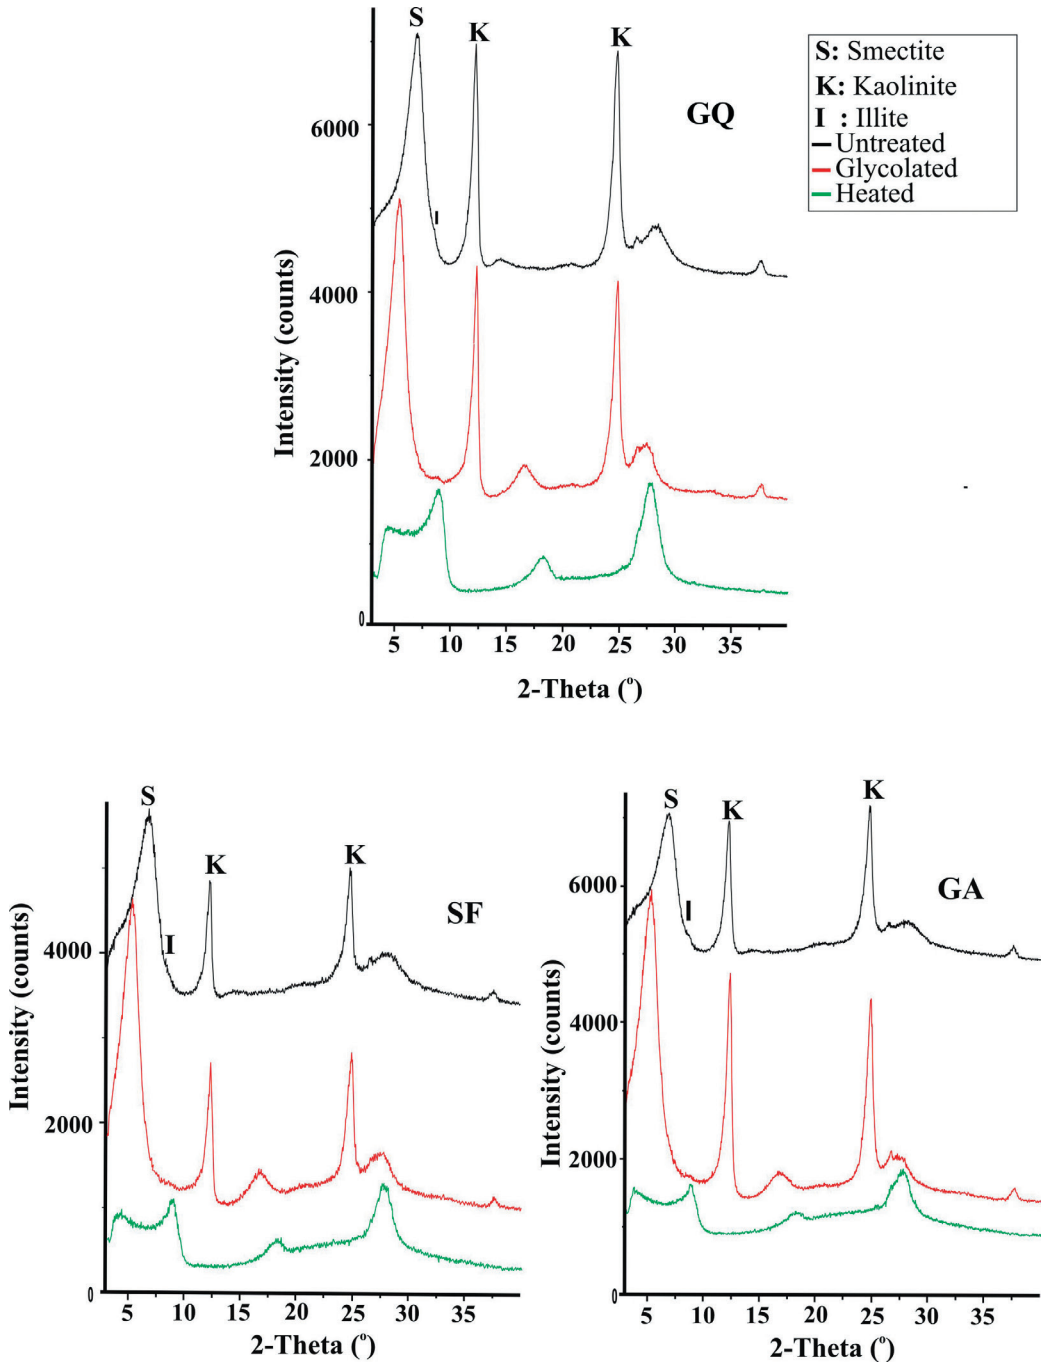 S
K
K
GQ
I
6000
4000
2000
0
Intensity (counts)
5 10 15 20 25 30 35
2-Theta (°)
S: Smectite
K: Kaolinite
I : Illite
Untreated
Glycolated
Heated
S
K
K
I
SF
4000
2000
0
Intensity (counts)
5 10 15 20 25 30 35
2-Theta (°)
S
K
K
I
GA
6000
4000
2000
0
Intensity (counts)
5 10 15 20 25 30 35
2-Theta (°)